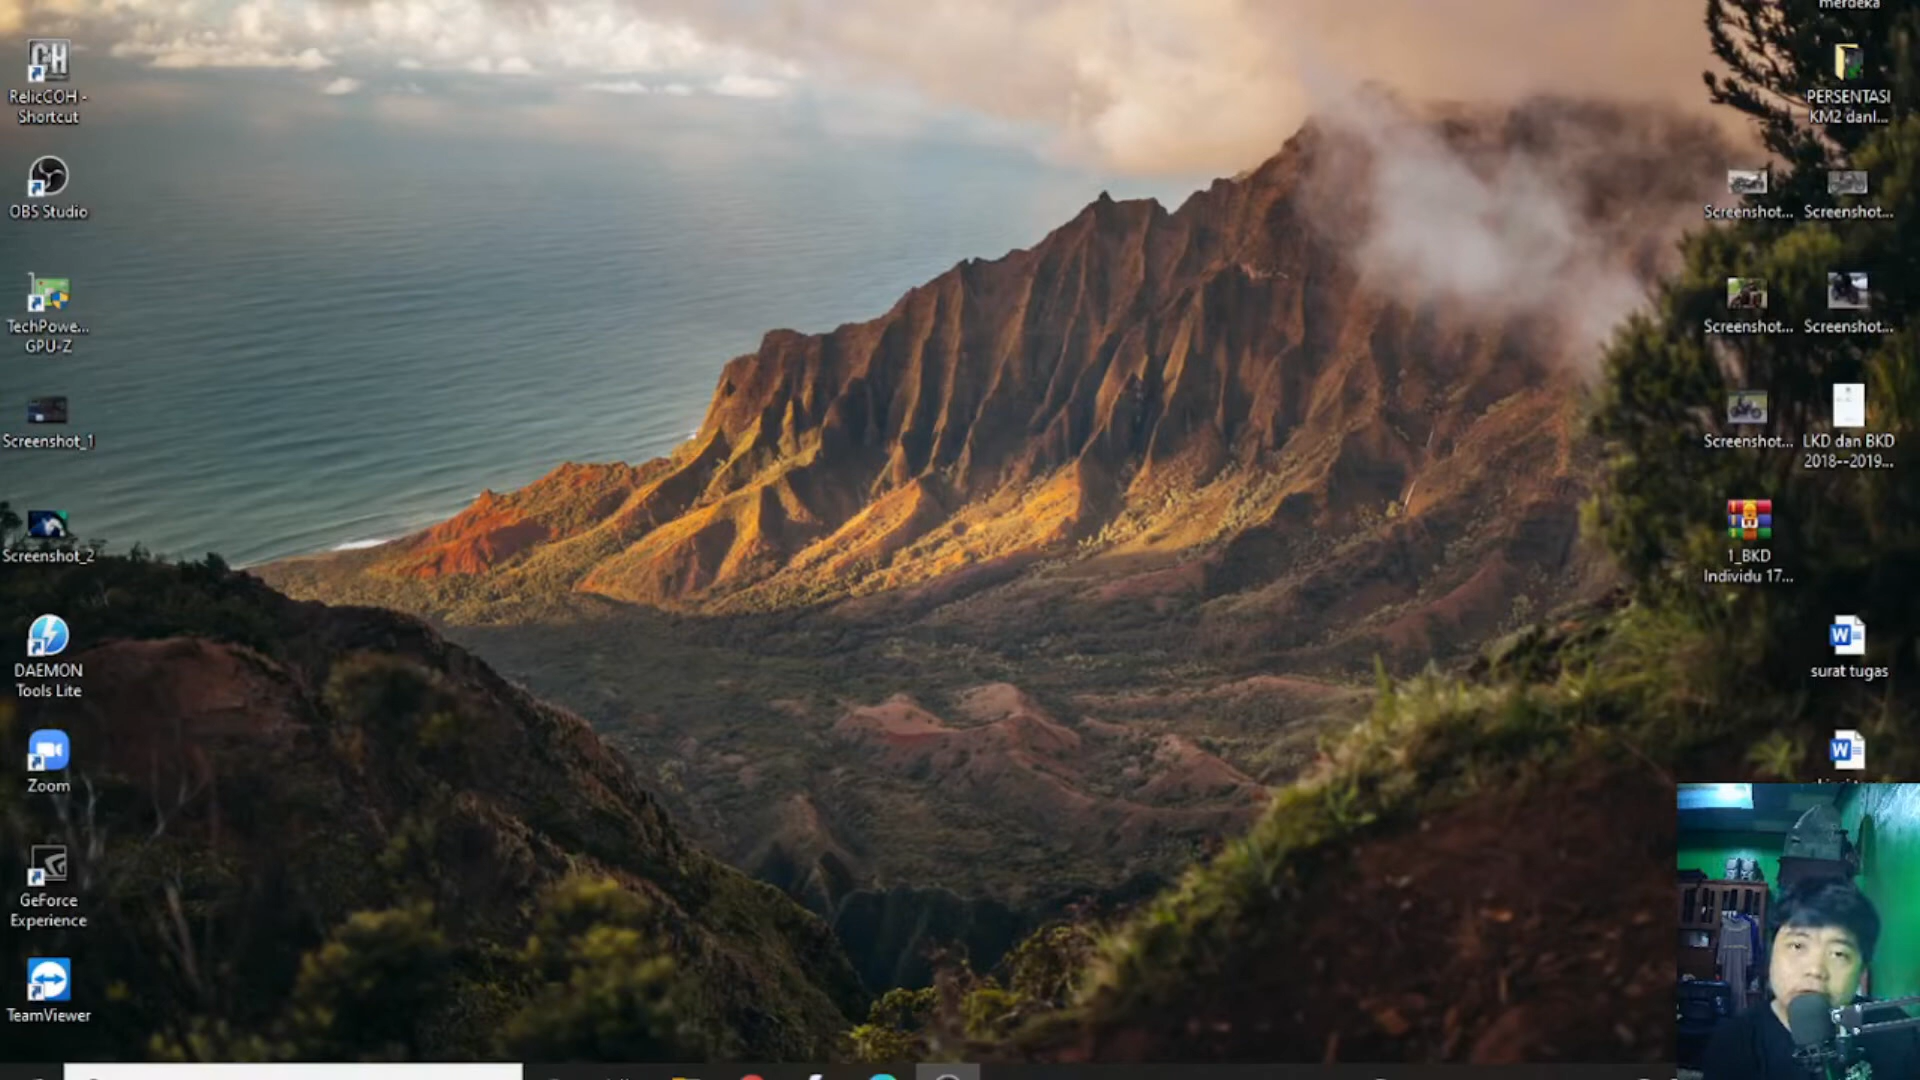 RelicCOH -
Shortcut
OBS Studio
TechPowe...
GPU-Z
Screenshot_1
Screenshot_2
DAEMON
Tools Lite
Zoom
GeForce
Experience
TeamViewer
merdeka
PERSENTASI
KM2 danl...
Screenshot...
Screenshot...
Screenshot...
Screenshot...
Screenshot...
LKD dan BKD
2018--2019...
1_BKD
Individu 17...
surat tugas